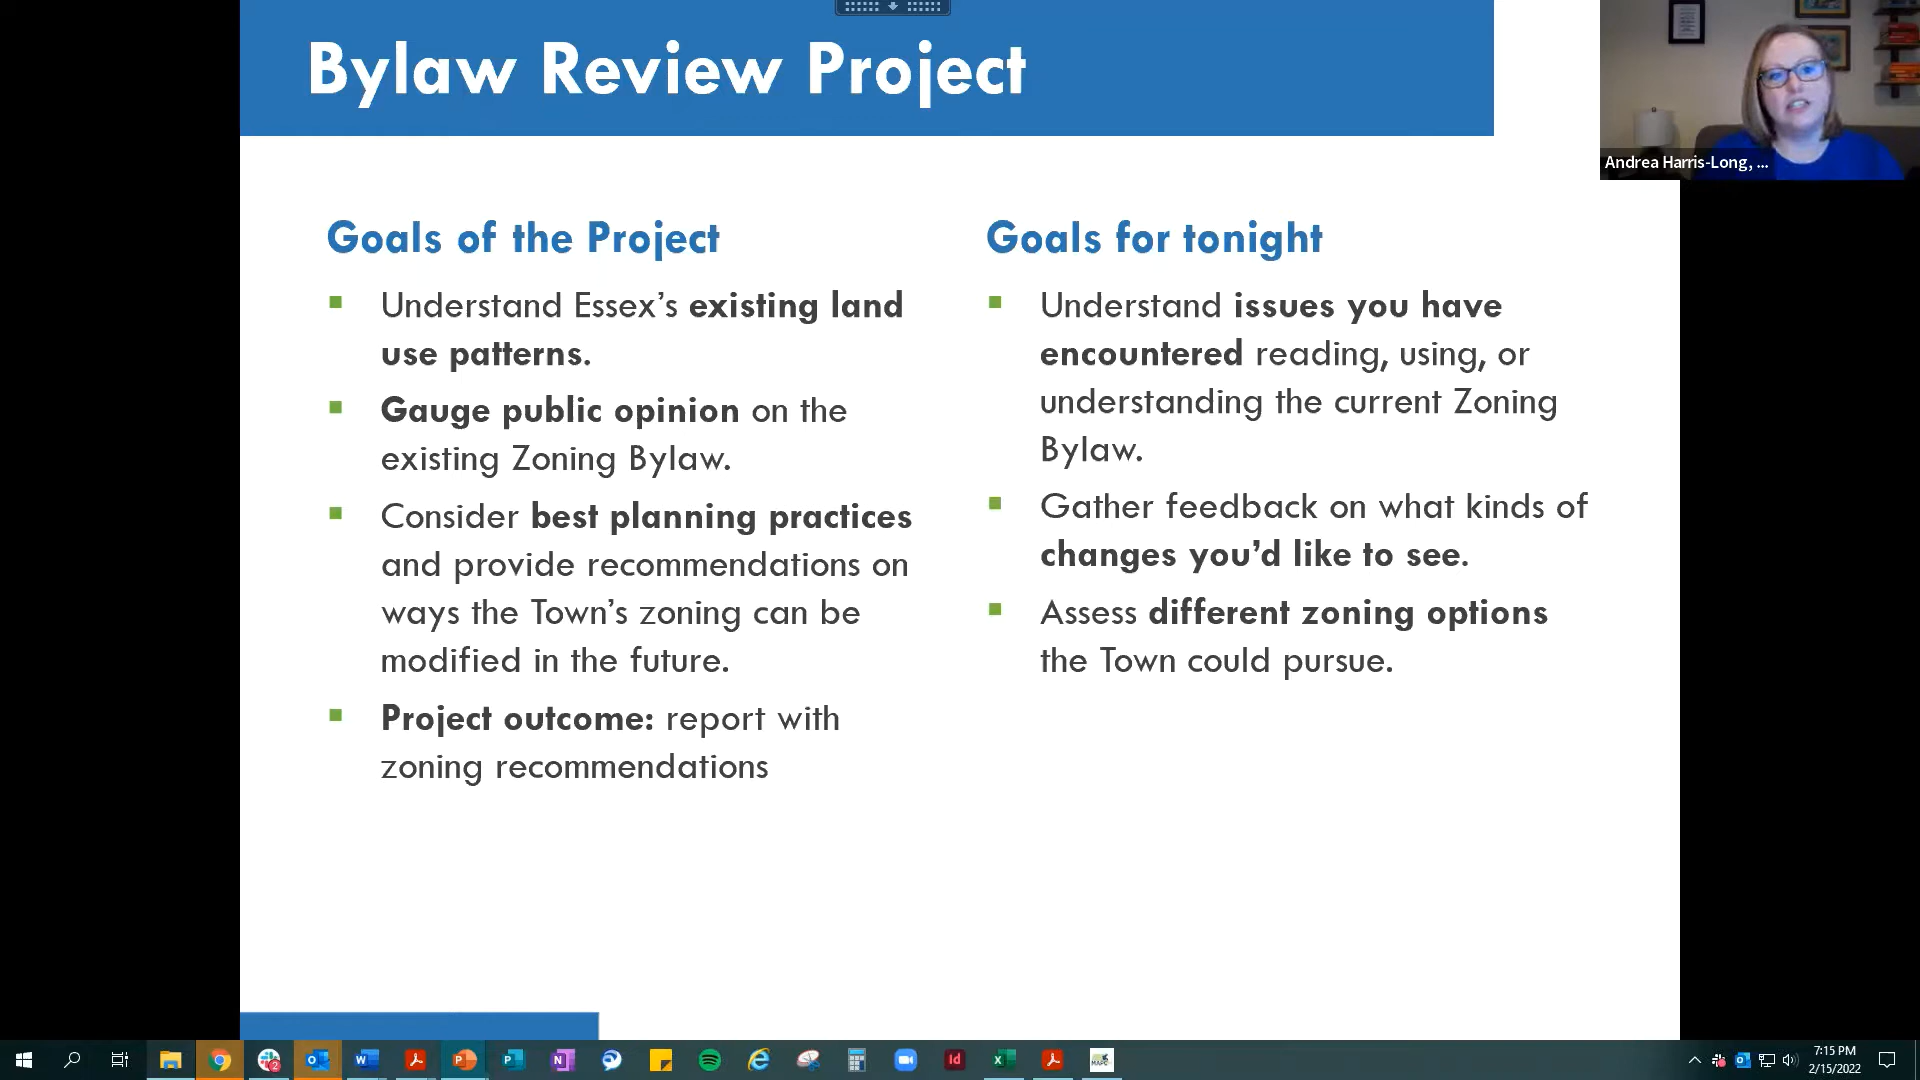 Bylaw Review Project
Andrea Harris-Long, ...
Goals of the Project
Understand Essex’s existing land
use patterns.
Gauge public opinion on the
existing Zoning Bylaw.
Consider best planning practices
and provide recommendations on
ways the Town’s zoning can be
modified in the future.
Project outcome: report with
zoning recommendations
Goals for tonight
Understand issues you have
encountered reading, using, or
understanding the current Zoning
Bylaw.
Gather feedback on what kinds of
changes you’d like to see.
Assess different zoning options
the Town could pursue.
7:15 PM
2/15/2022